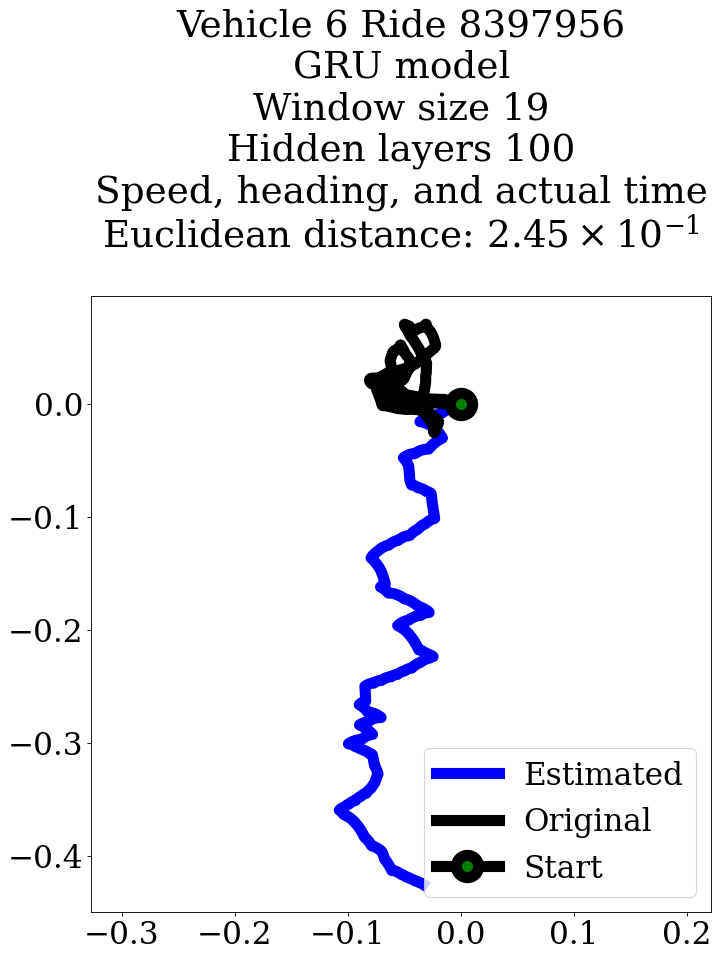 Vehicle 6 Ride 8397956
GRU model
Window size 19
Hidden layers 100
Speed, heading, and actual time
Euclidean distance: 2.45 × 10⁻¹
0.0
−0.1
−0.2
−0.3
−0.4
Estimated
Original
Start
−0.3 −0.2 −0.1 0.0 0.1 0.2